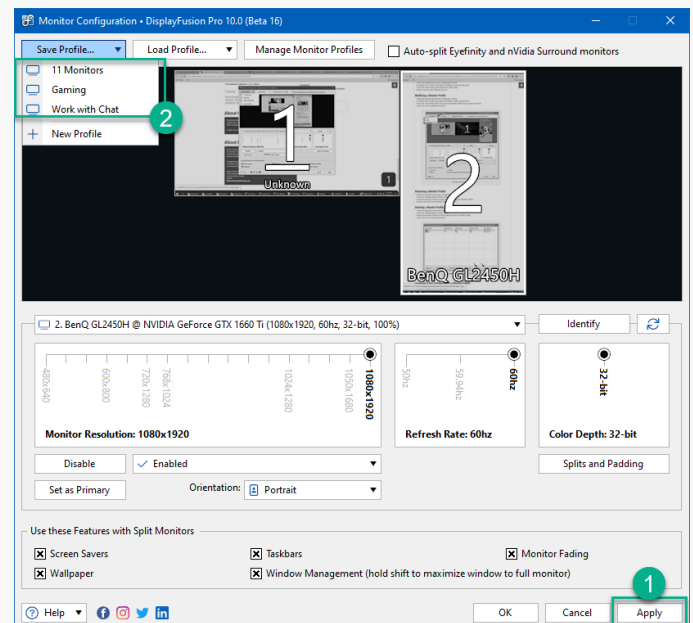 Monitor Configuration • DisplayFusion Pro 10.0 (Beta 16)
Save Profile... Load Profile... Manage Monitor Profiles Auto-split Eyefinity and nVidia Surround monitors
11 Monitors
Gaming
Work with Chat
2
New Profile
1
Unknown
1
2
BenQ GL2450H
2. BenQ GL2450H @ NVIDIA GeForce GTX 1660 Ti (1080x1920, 60hz, 32-bit, 100%) Identify
480x640 600x800 720x1280 768x1024 1024x1280 1050x1680 1080x1920
50hz 59.94hz 60hz
32-bit
Monitor Resolution: 1080x1920 Refresh Rate: 60hz Color Depth: 32-bit
Disable Enabled Splits and Padding
Set as Primary Orientation: Portrait
Use these Features with Split Monitors
Screen Savers Taskbars Monitor Fading
Wallpaper Window Management (hold shift to maximize window to full monitor)
1
Help OK Cancel Apply